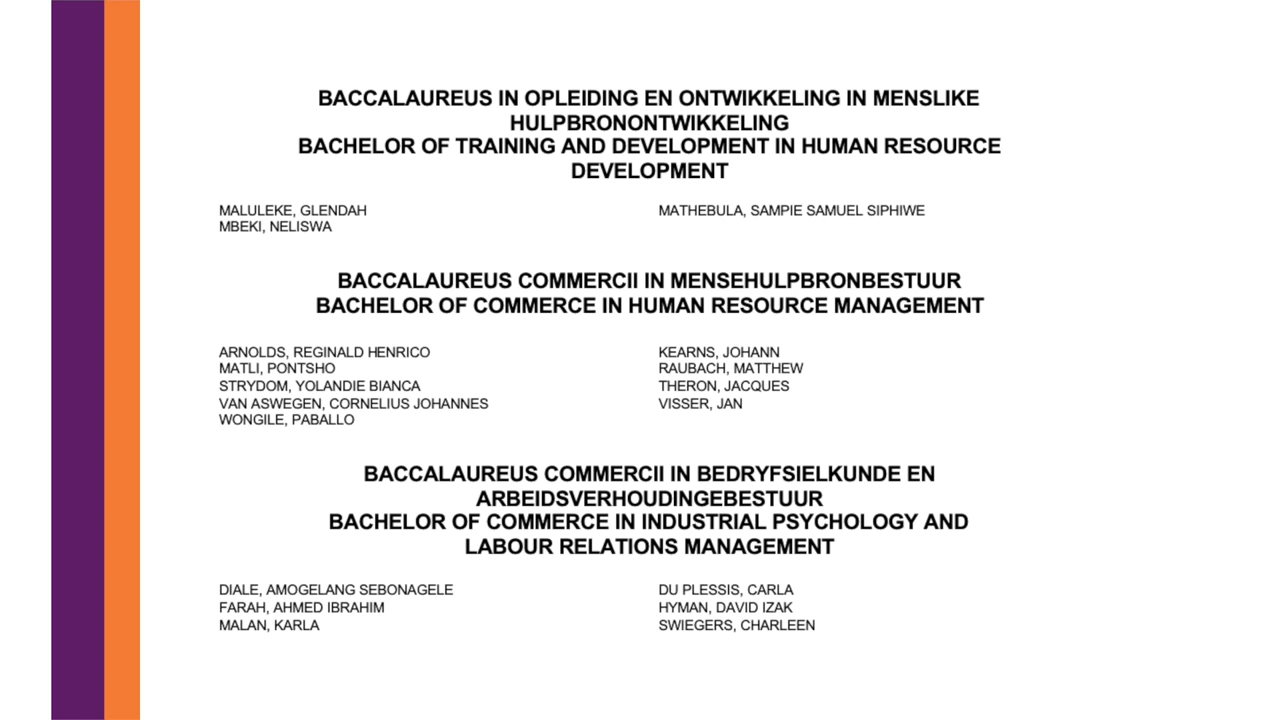 BACCALAUREUS IN OPLEIDING EN ONTWIKKELING IN MENSLIKE
HULPBRONONTWIKKELING
BACHELOR OF TRAINING AND DEVELOPMENT IN HUMAN RESOURCE
DEVELOPMENT
MALULEKE, GLENDAH
MBEKI, NELISWA
MATHEBULA, SAMPIE SAMUEL SIPHIWE
BACCALAUREUS COMMERCII IN MENSEHULPBRONBESTUUR
BACHELOR OF COMMERCE IN HUMAN RESOURCE MANAGEMENT
ARNOLDS, REGINALD HENRICO
MATLI, PONTSHO
STRYDOM, YOLANDIE BIANCA
VAN ASWEGEN, CORNELIUS JOHANNES
WONGILE, PABALLO
KEARNS, JOHANN
RAUBACH, MATTHEW
THERON, JACQUES
VISSER, JAN
BACCALAUREUS COMMERCII IN BEDRYFSIELKUNDE EN
ARBEIDSVERHOUDINGEBESTUUR
BACHELOR OF COMMERCE IN INDUSTRIAL PSYCHOLOGY AND
LABOUR RELATIONS MANAGEMENT
DIALE, AMOGELANG SEBONAGELE
FARAH, AHMED IBRAHIM
MALAN, KARLA
DU PLESSIS, CARLA
HYMAN, DAVID IZAK
SWIEGERS, CHARLEEN